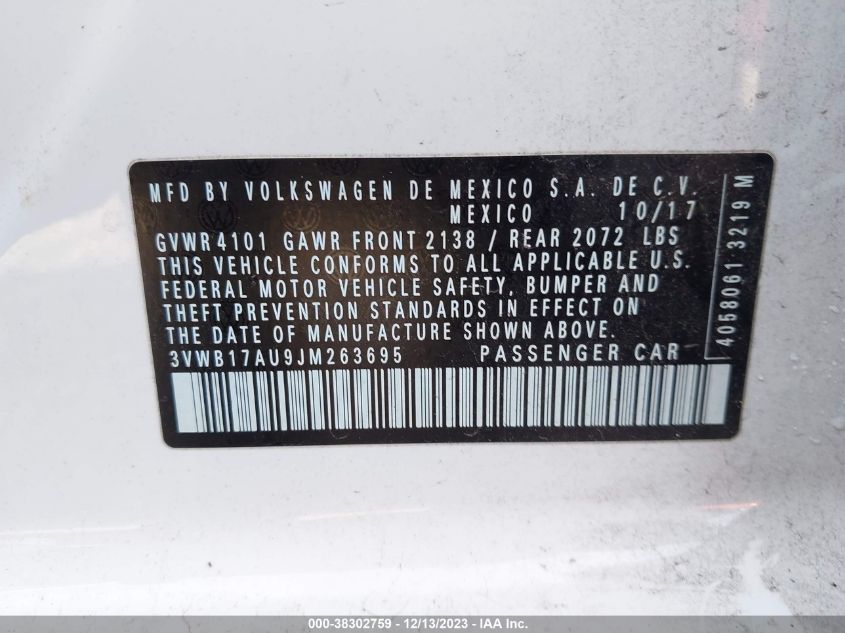 MFD BY VOLKSWAGEN DE MEXICO S.A. DE C.V.
MEXICO 10/17
GVWR 4101 GAWR FRONT 2138 / REAR 2072 LBS
THIS VEHICLE CONFORMS TO ALL APPLICABLE U.S.
FEDERAL MOTOR VEHICLE SAFETY, BUMPER AND
THEFT PREVENTION STANDARDS IN EFFECT ON
THE DATE OF MANUFACTURE SHOWN ABOVE.
3VWB17AU9JM263695 PASSENGER CAR
4058061 3219 M
000-38302759 - 12/13/2023 - IAA Inc.